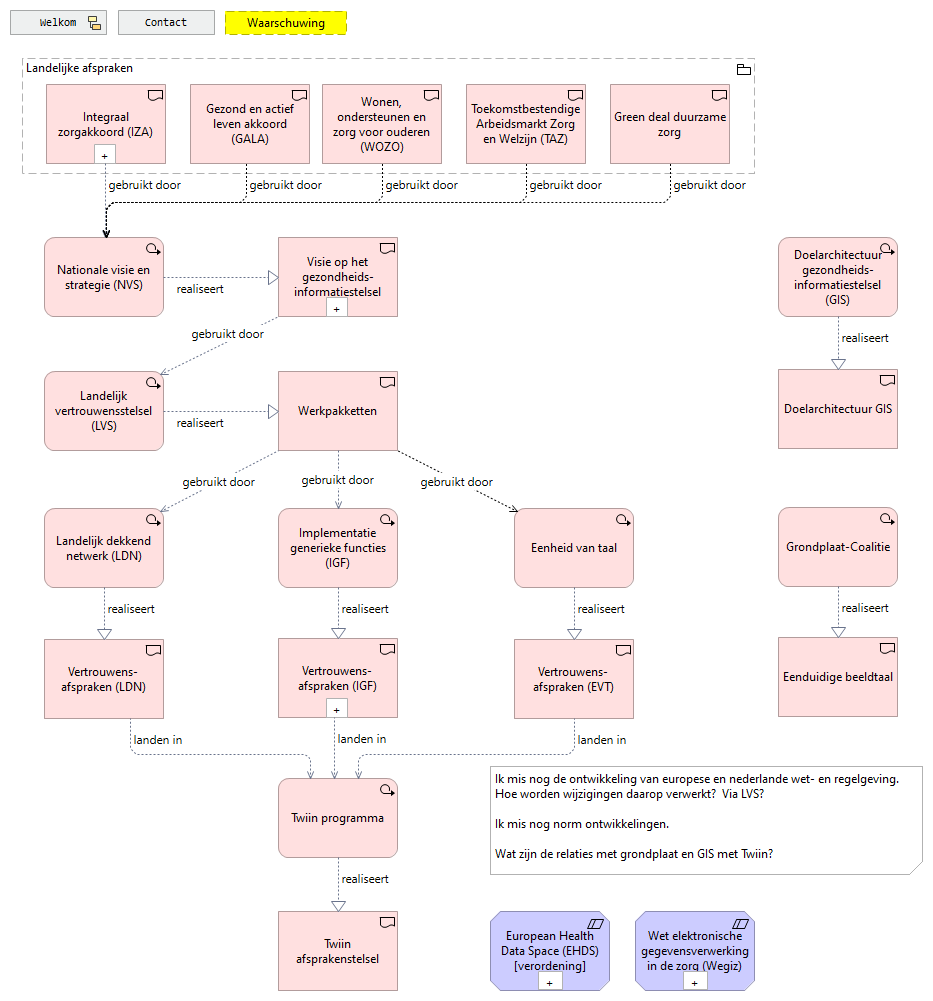 Welkom
Contact
Waarschuwing
Landelijke afspraken
Integraal
zorgakkoord (IZA)
+
Gezond en actief
leven akkoord
(GALA)
Wonen,
ondersteunen en
zorg voor ouderen
(WOZO)
Toekomstbestendige
Arbeidsmarkt Zorg
en Welzijn (TAZ)
Green deal duurzame
zorg
gebruikt door
gebruikt door
gebruikt door
gebruikt door
gebruikt door
Nationale visie en
strategie (NVS)
realiseert
Visie op het
gezondheids-
informatiestelsel
+
Doelarchitectuur
gezondheids-
informatiestelsel
(GIS)
gebruikt door
realiseert
Landelijk
vertrouwensstelsel
(LVS)
realiseert
Werkpakketten
Doelarchitectuur GIS
gebruikt door
gebruikt door
gebruikt door
Landelijk dekkend
netwerk (LDN)
Implementatie
generieke functies
(IGF)
Eenheid van taal
Grondplaat-Coalitie
realiseert
realiseert
realiseert
realiseert
Vertrouwens-
afspraken (LDN)
Vertrouwens-
afspraken (IGF)
+
Vertrouwens-
afspraken (EVT)
Eenduidige beeldtaal
landen in
landen in
landen in
Twiin programma
Ik mis nog de ontwikkeling van europese en nederlande wet- en regelgeving.
Hoe worden wijzigingen daarop verwerkt?  Via LVS?
Ik mis nog norm ontwikkelingen.
Wat zijn de relaties met grondplaat en GIS met Twiin?
realiseert
Twiin
afsprakenstelsel
European Health
Data Space (EHDS)
[verordening]
+
Wet elektronische
gegevensverwerking
in de zorg (Wegiz)
+